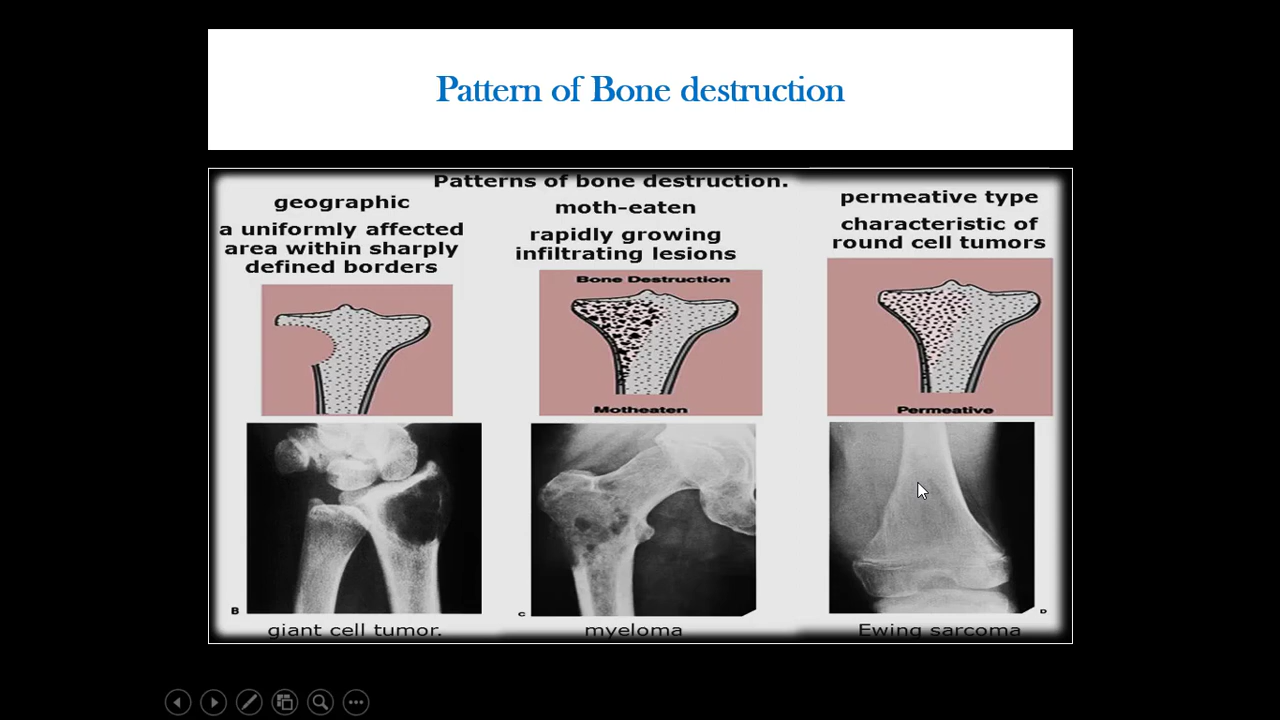 Pattern of Bone destruction
Patterns of bone destruction.
geographic
a uniformly affected
area within sharply
defined borders
moth-eaten
rapidly growing
infiltrating lesions
permeative type
characteristic of
round cell tumors
Bone Destruction
Motheaten
Permeative
B
C
D
giant cell tumor.
myeloma
Ewing sarcoma